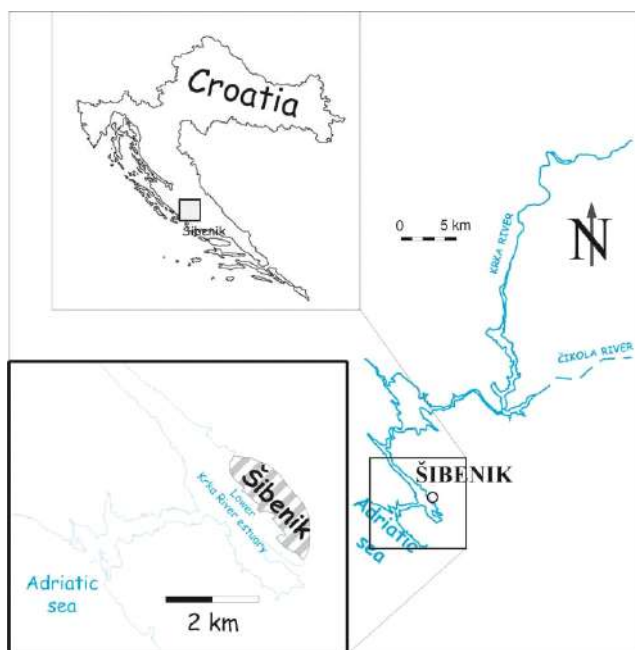 Croatia
Šibenik
0 5 km
KRKA RIVER
N
ČIKOLA RIVER
ŠIBENIK
Adriatic
sea
Šibenik
Lower
Krka River estuary
Adriatic
sea
2 km